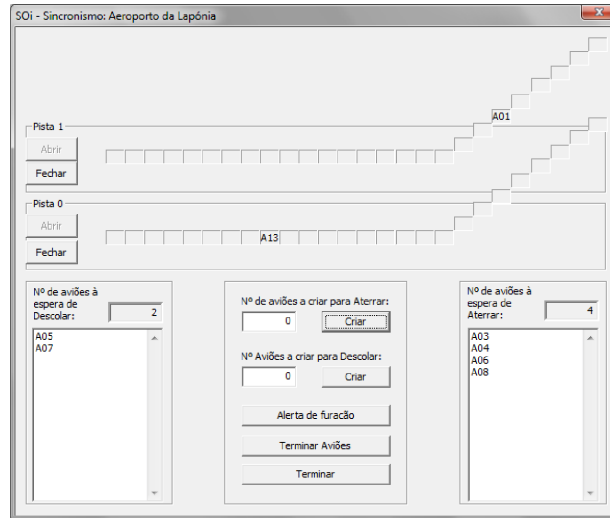 SOi - Sincronismo: Aeroporto da Lapónia
A01
Pista 1
Abrir
Fechar
Pista 0
Abrir
A13
Fechar
Nº de aviões à
espera de
Descolar:
2
A05
A07
Nº de aviões a criar para Aterrar:
0
Criar
Nº Aviões a criar para Descolar:
0
Criar
Alerta de furacão
Terminar Aviões
Terminar
Nº de aviões à
espera de
Aterrar:
4
A03
A04
A06
A08